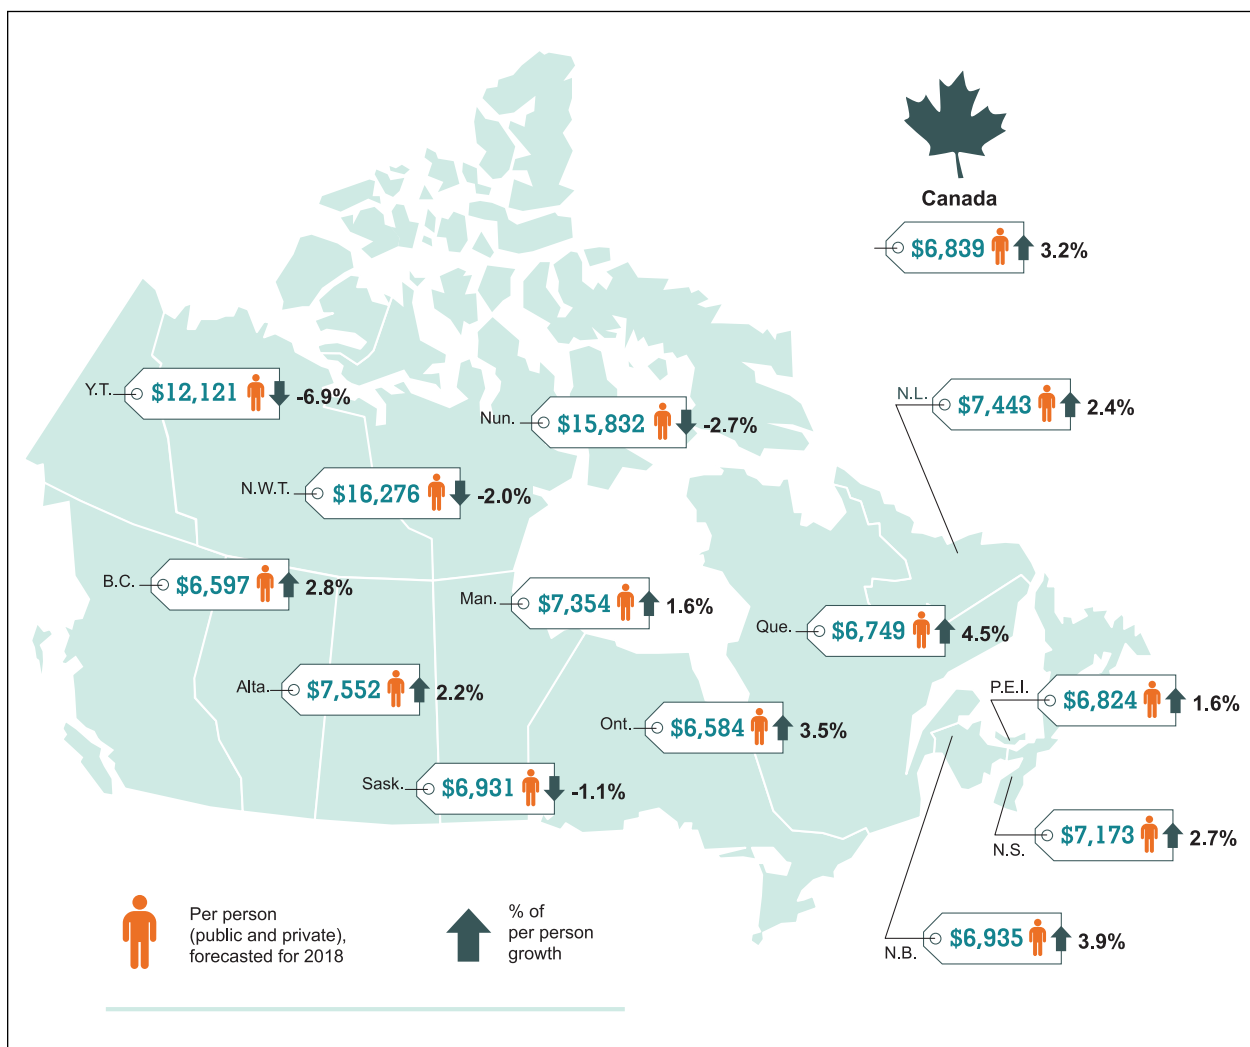 Canada
$6,839 3.2%
Y.T. $12,121 -6.9%
N.L. $7,443 2.4%
Nun. $15,832 -2.7%
N.W.T. $16,276 -2.0%
B.C. $6,597 2.8%
Man. $7,354 1.6%
Que. $6,749 4.5%
Alta. $7,552 2.2%
P.E.I. $6,824 1.6%
Ont. $6,584 3.5%
Sask. $6,931 -1.1%
N.S. $7,173 2.7%
N.B. $6,935 3.9%
Per person
(public and private),
forecasted for 2018
% of
per person
growth